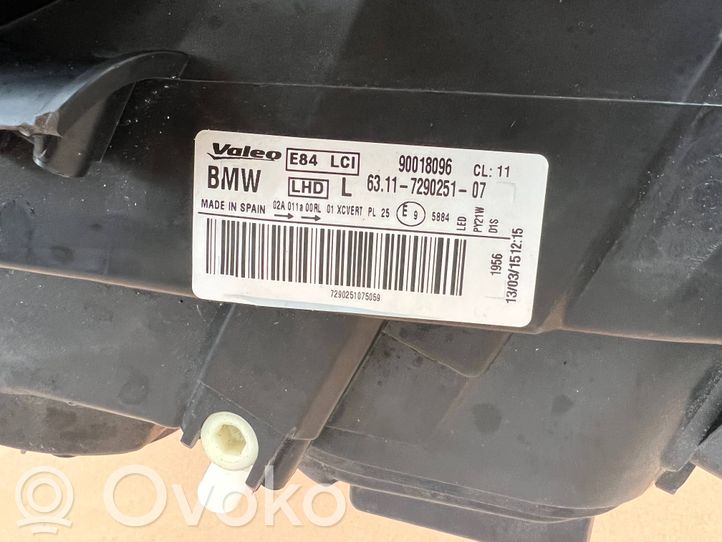 Valeo E84 LCI 90018096 CL: 11
BMW LHD L 63.11-7290251-07
MADE IN SPAIN 02A 011a 00RL 01 XCVERT PL 25 E 9 5884
LED
PY21W
D1S
1956
13/03/15 12:15
7290251075059
OVOKO